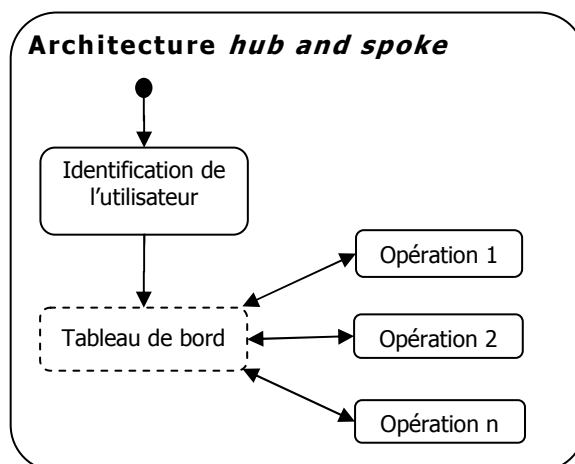 Architecture hub and spoke
Identification de
l’utilisateur
Opération 1
Tableau de bord
Opération 2
Opération n